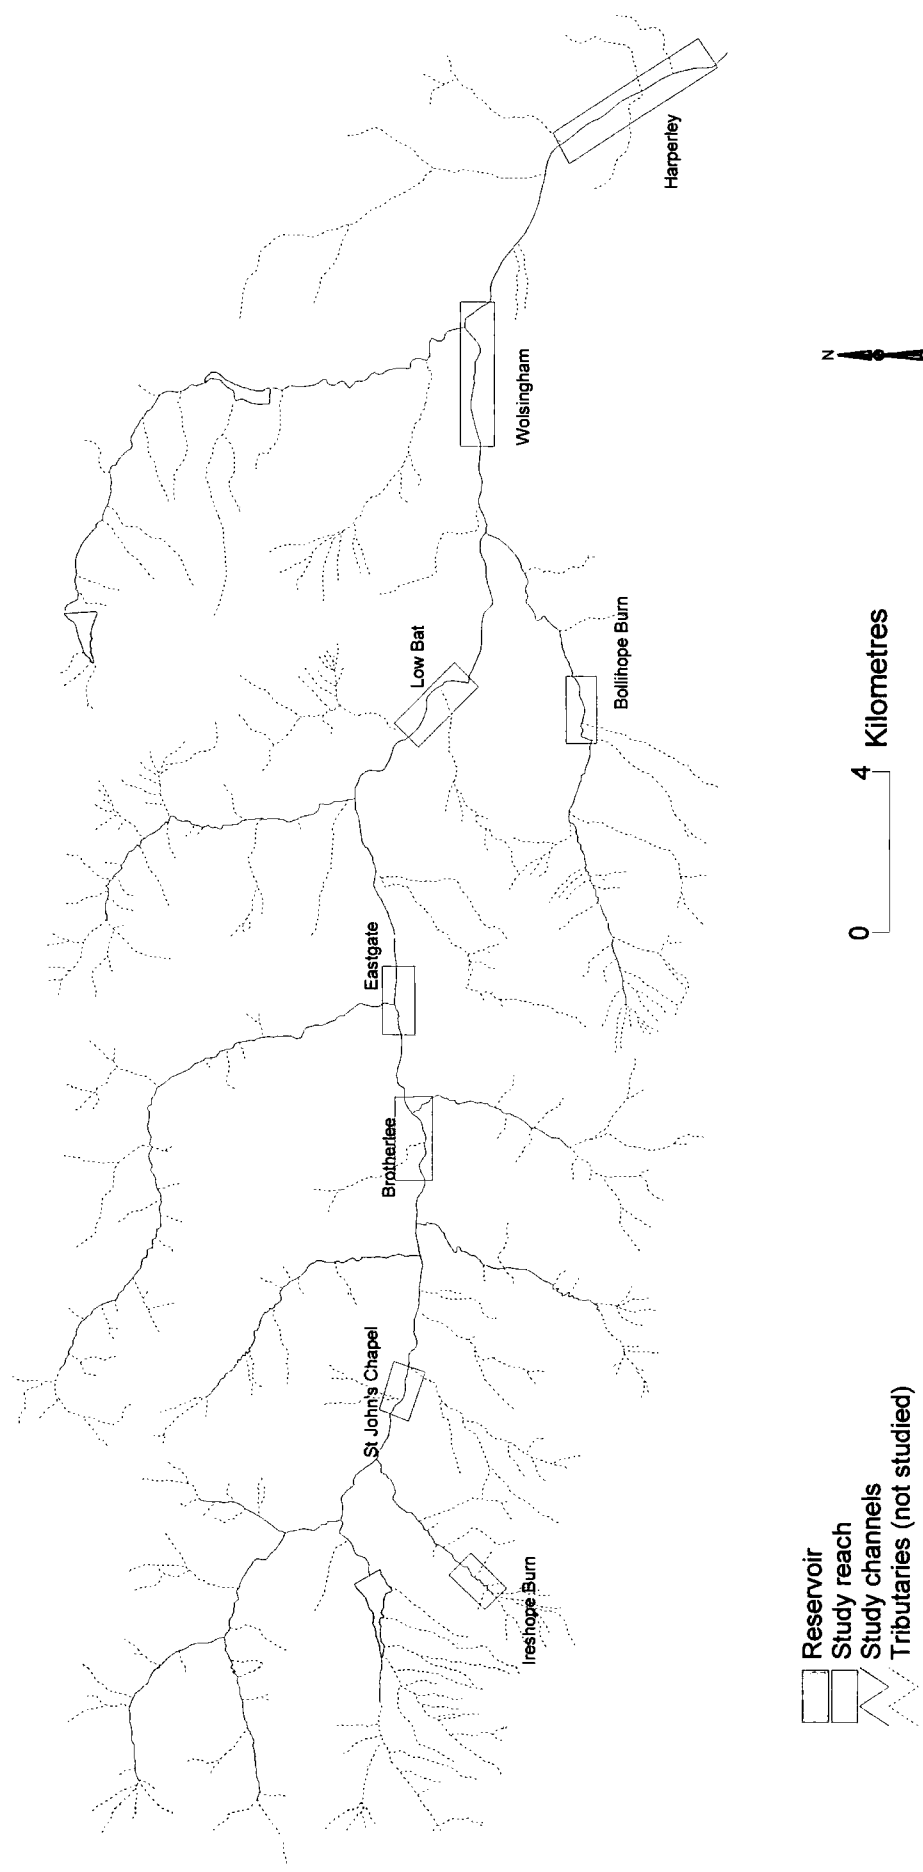 Harperley
Wolsingham
Low Bat
Bollihope Burn
Eastgate
Brotherlee
St John's Chapel
Ireshope Burn
N
0 4 Kilometres
Reservoir
Study reach
Study channels
Tributaries (not studied)